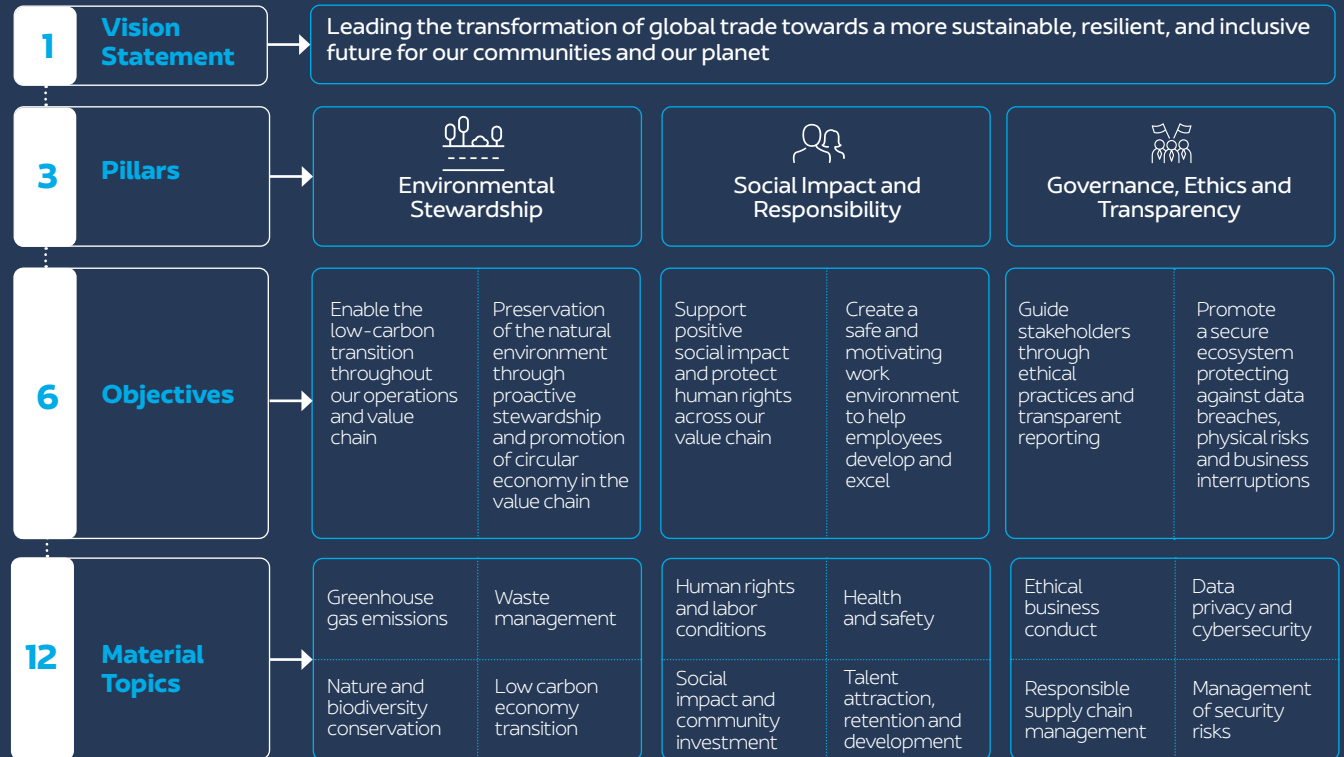 1
Vision
Statement
Leading the transformation of global trade towards a more sustainable, resilient, and inclusive
future for our communities and our planet
3
Pillars
Environmental
Stewardship
Social Impact and
Responsibility
Governance, Ethics and
Transparency
6
Objectives
Enable the
low-carbon
transition
throughout
our operations
and value
chain
Preservation
of the natural
environment
through
proactive
stewardship
and promotion
of circular
economy in the
value chain
Support
positive
social impact
and protect
human rights
across our
value chain
Create a
safe and
motivating
work
environment
to help
employees
develop and
excel
Guide
stakeholders
through
ethical
practices and
transparent
reporting
Promote
a secure
ecosystem
protecting
against data
breaches,
physical risks
and business
interruptions
12
Material
Topics
Greenhouse
gas emissions
Waste
management
Nature and
biodiversity
conservation
Low carbon
economy
transition
Human rights
and labor
conditions
Health
and safety
Social
impact and
community
investment
Talent
attraction,
retention and
development
Ethical
business
conduct
Data
privacy and
cybersecurity
Responsible
supply chain
management
Management
of security
risks